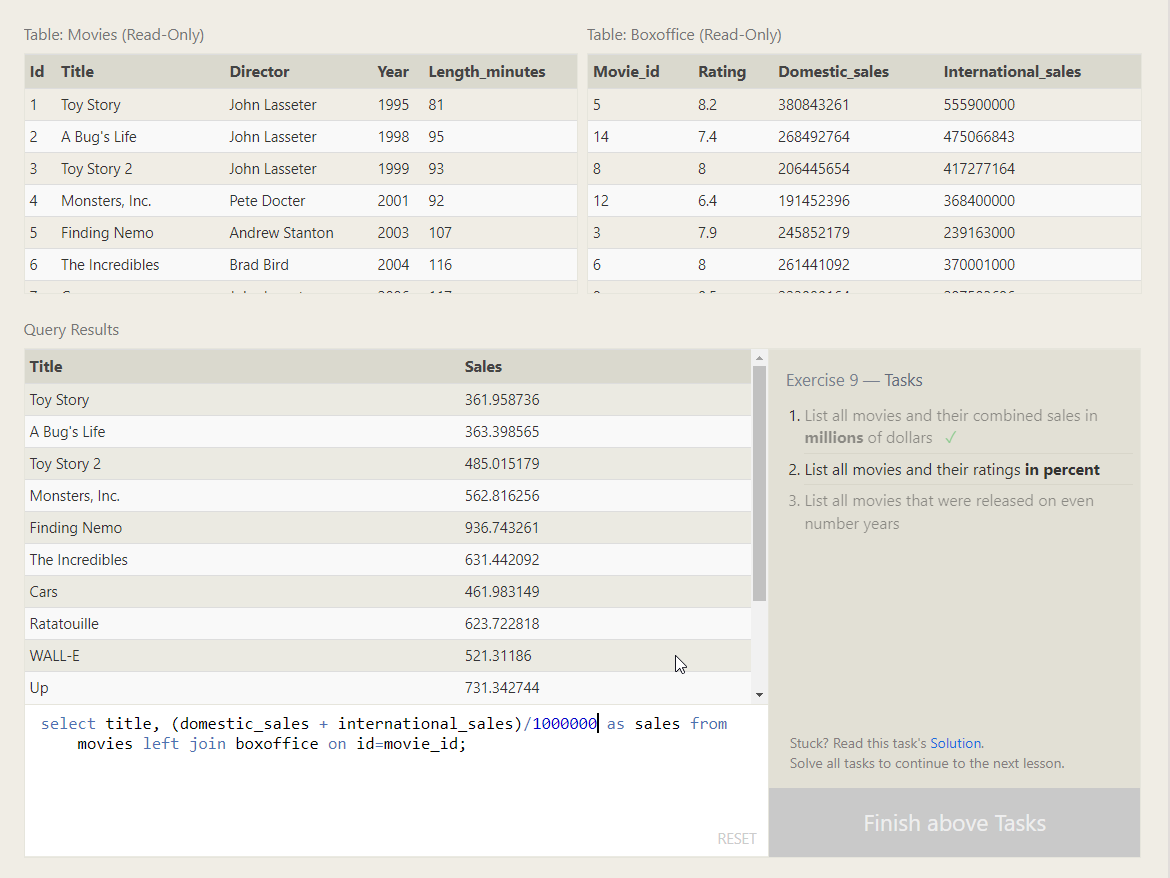 Table: Movies (Read-Only)
Id Title Director Year Length_minutes
1 Toy Story John Lasseter 1995 81
2 A Bug's Life John Lasseter 1998 95
3 Toy Story 2 John Lasseter 1999 93
4 Monsters, Inc. Pete Docter 2001 92
5 Finding Nemo Andrew Stanton 2003 107
6 The Incredibles Brad Bird 2004 116
Table: Boxoffice (Read-Only)
Movie_id Rating Domestic_sales International_sales
5 8.2 380843261 555900000
14 7.4 268492764 475066843
8 8 206445654 417277164
12 6.4 191452396 368400000
3 7.9 245852179 239163000
6 8 261441092 370001000
Query Results
Title Sales
Toy Story 361.958736
A Bug's Life 363.398565
Toy Story 2 485.015179
Monsters, Inc. 562.816256
Finding Nemo 936.743261
The Incredibles 631.442092
Cars 461.983149
Ratatouille 623.722818
WALL-E 521.31186
Up 731.342744
select title, (domestic_sales + international_sales)/1000000 as sales from
movies left join boxoffice on id=movie_id;
RESET
Exercise 9 — Tasks
1. List all movies and their combined sales in
millions of dollars ✓
2. List all movies and their ratings in percent
3. List all movies that were released on even
number years
Stuck? Read this task's Solution.
Solve all tasks to continue to the next lesson.
Finish above Tasks